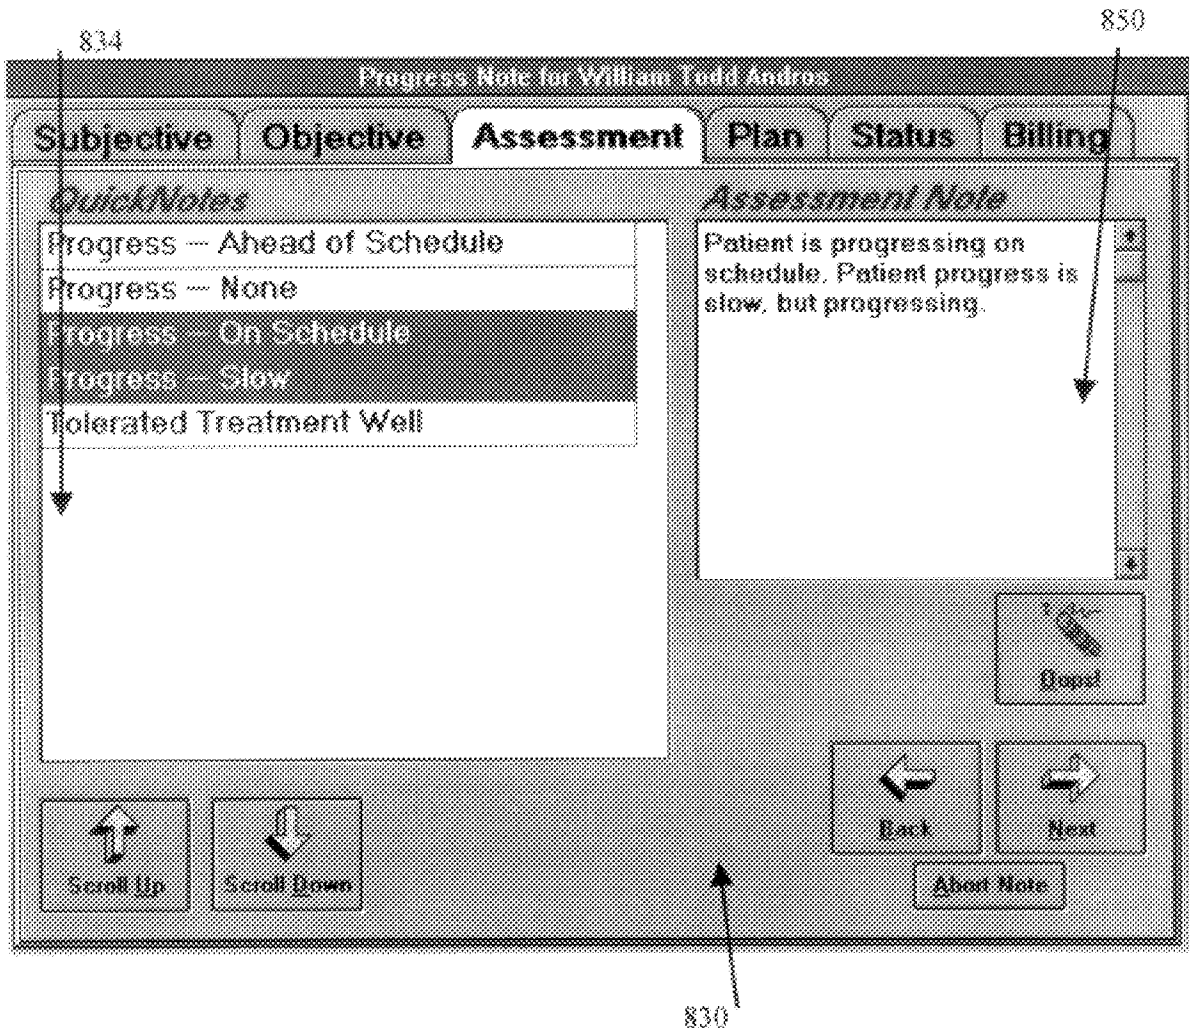 834
850
Progress Note for William Todd Andros
Subjective Objective Assessment Plan Status Billing
QuickNotes
Progress -- Ahead of Schedule
Progress -- None
Progress -- On Schedule
Progress -- Slow
Tolerated Treatment Well
Assessment Note
Patient is progressing on
schedule. Patient progress is
slow, but progressing.
Oops!
Back
Next
Scroll Up
Scroll Down
Abort Note
830